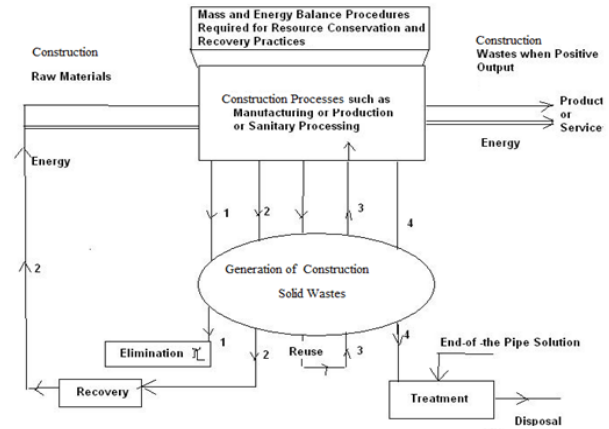 Mass and Energy Balance Procedures
Required for Resource Conservation and
Recovery Practices
Construction
Raw Materials
Construction
Wastes when Positive
Output
Construction Processes such as
Manufacturing or Production
or Sanitary Processing
Product
or
Service
Energy
Energy
1
2
3
4
2
Generation of Construction
Solid Wastes
1
2
Reuse
3
4
Elimination
End-of -the Pipe Solution
Recovery
Treatment
Disposal